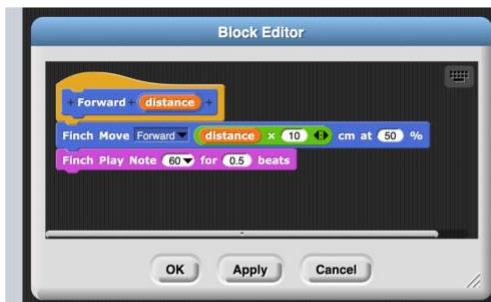 Block Editor
+ Forward + distance +
Finch Move Forward distance × 10 cm at 50 %
Finch Play Note 60 for 0.5 beats
OK Apply Cancel